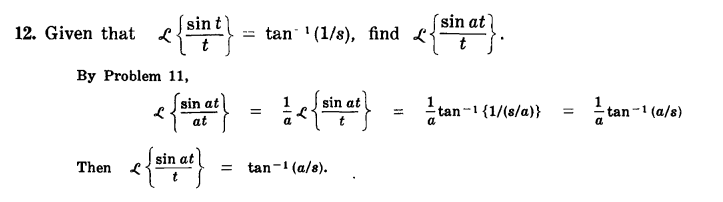 12. Given that ℒ{sin t / t} = tan⁻¹(1/s), find ℒ{sin at / t}.
By Problem 11,
ℒ{sin at / at} = 1/a ℒ{sin at / t} = 1/a tan⁻¹{1/(s/a)} = 1/a tan⁻¹(a/s)
Then ℒ{sin at / t} = tan⁻¹(a/s).